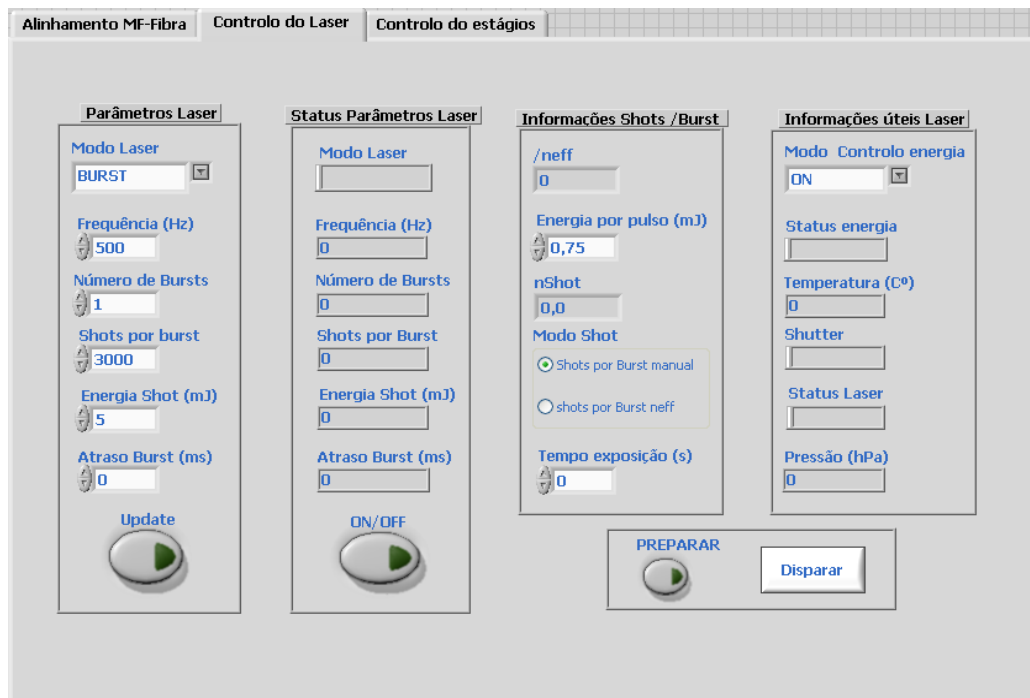 Alinhamento MF-Fibra
Controlo do Laser
Controlo do estágios
Parâmetros Laser
Modo Laser
BURST
Frequência (Hz)
500
Número de Bursts
1
Shots por burst
3000
Energia Shot (mJ)
5
Atraso Burst (ms)
0
Update
Status Parâmetros Laser
Modo Laser
Frequência (Hz)
0
Número de Bursts
0
Shots por Burst
0
Energia Shot (mJ)
0
Atraso Burst (ms)
0
ON/OFF
Informações Shots /Burst
/neff
0
Energia por pulso (mJ)
0,75
nShot
0,0
Modo Shot
Shots por Burst manual
shots por Burst neff
Tempo exposição (s)
0
Informações úteis Laser
Modo Controlo energia
ON
Status energia
Temperatura (Cº)
0
Shutter
Status Laser
Pressão (hPa)
0
PREPARAR
Disparar